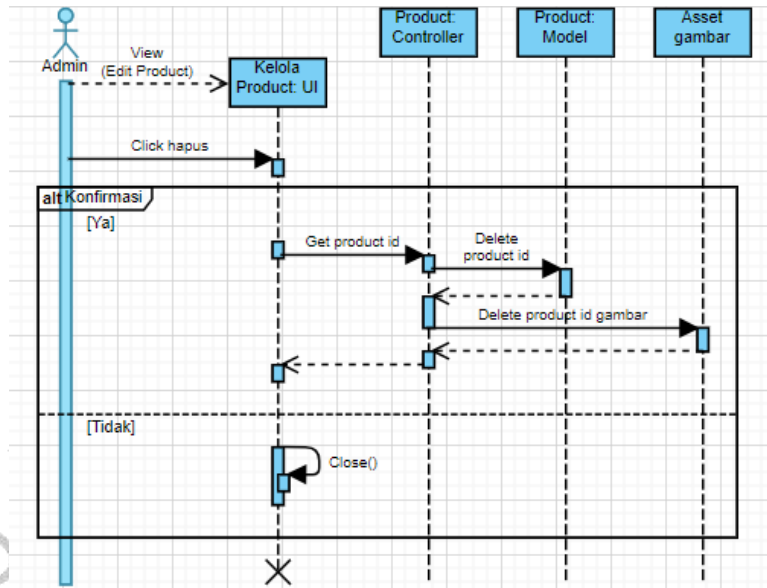 Product:
Controller
Product:
Model
Asset
gambar
Admin
View
(Edit Product)
Kelola
Product: UI
Click hapus
alt Konfirmasi
[Ya]
Get product id
Delete
product id
Delete product id gambar
[Tidak]
Close()